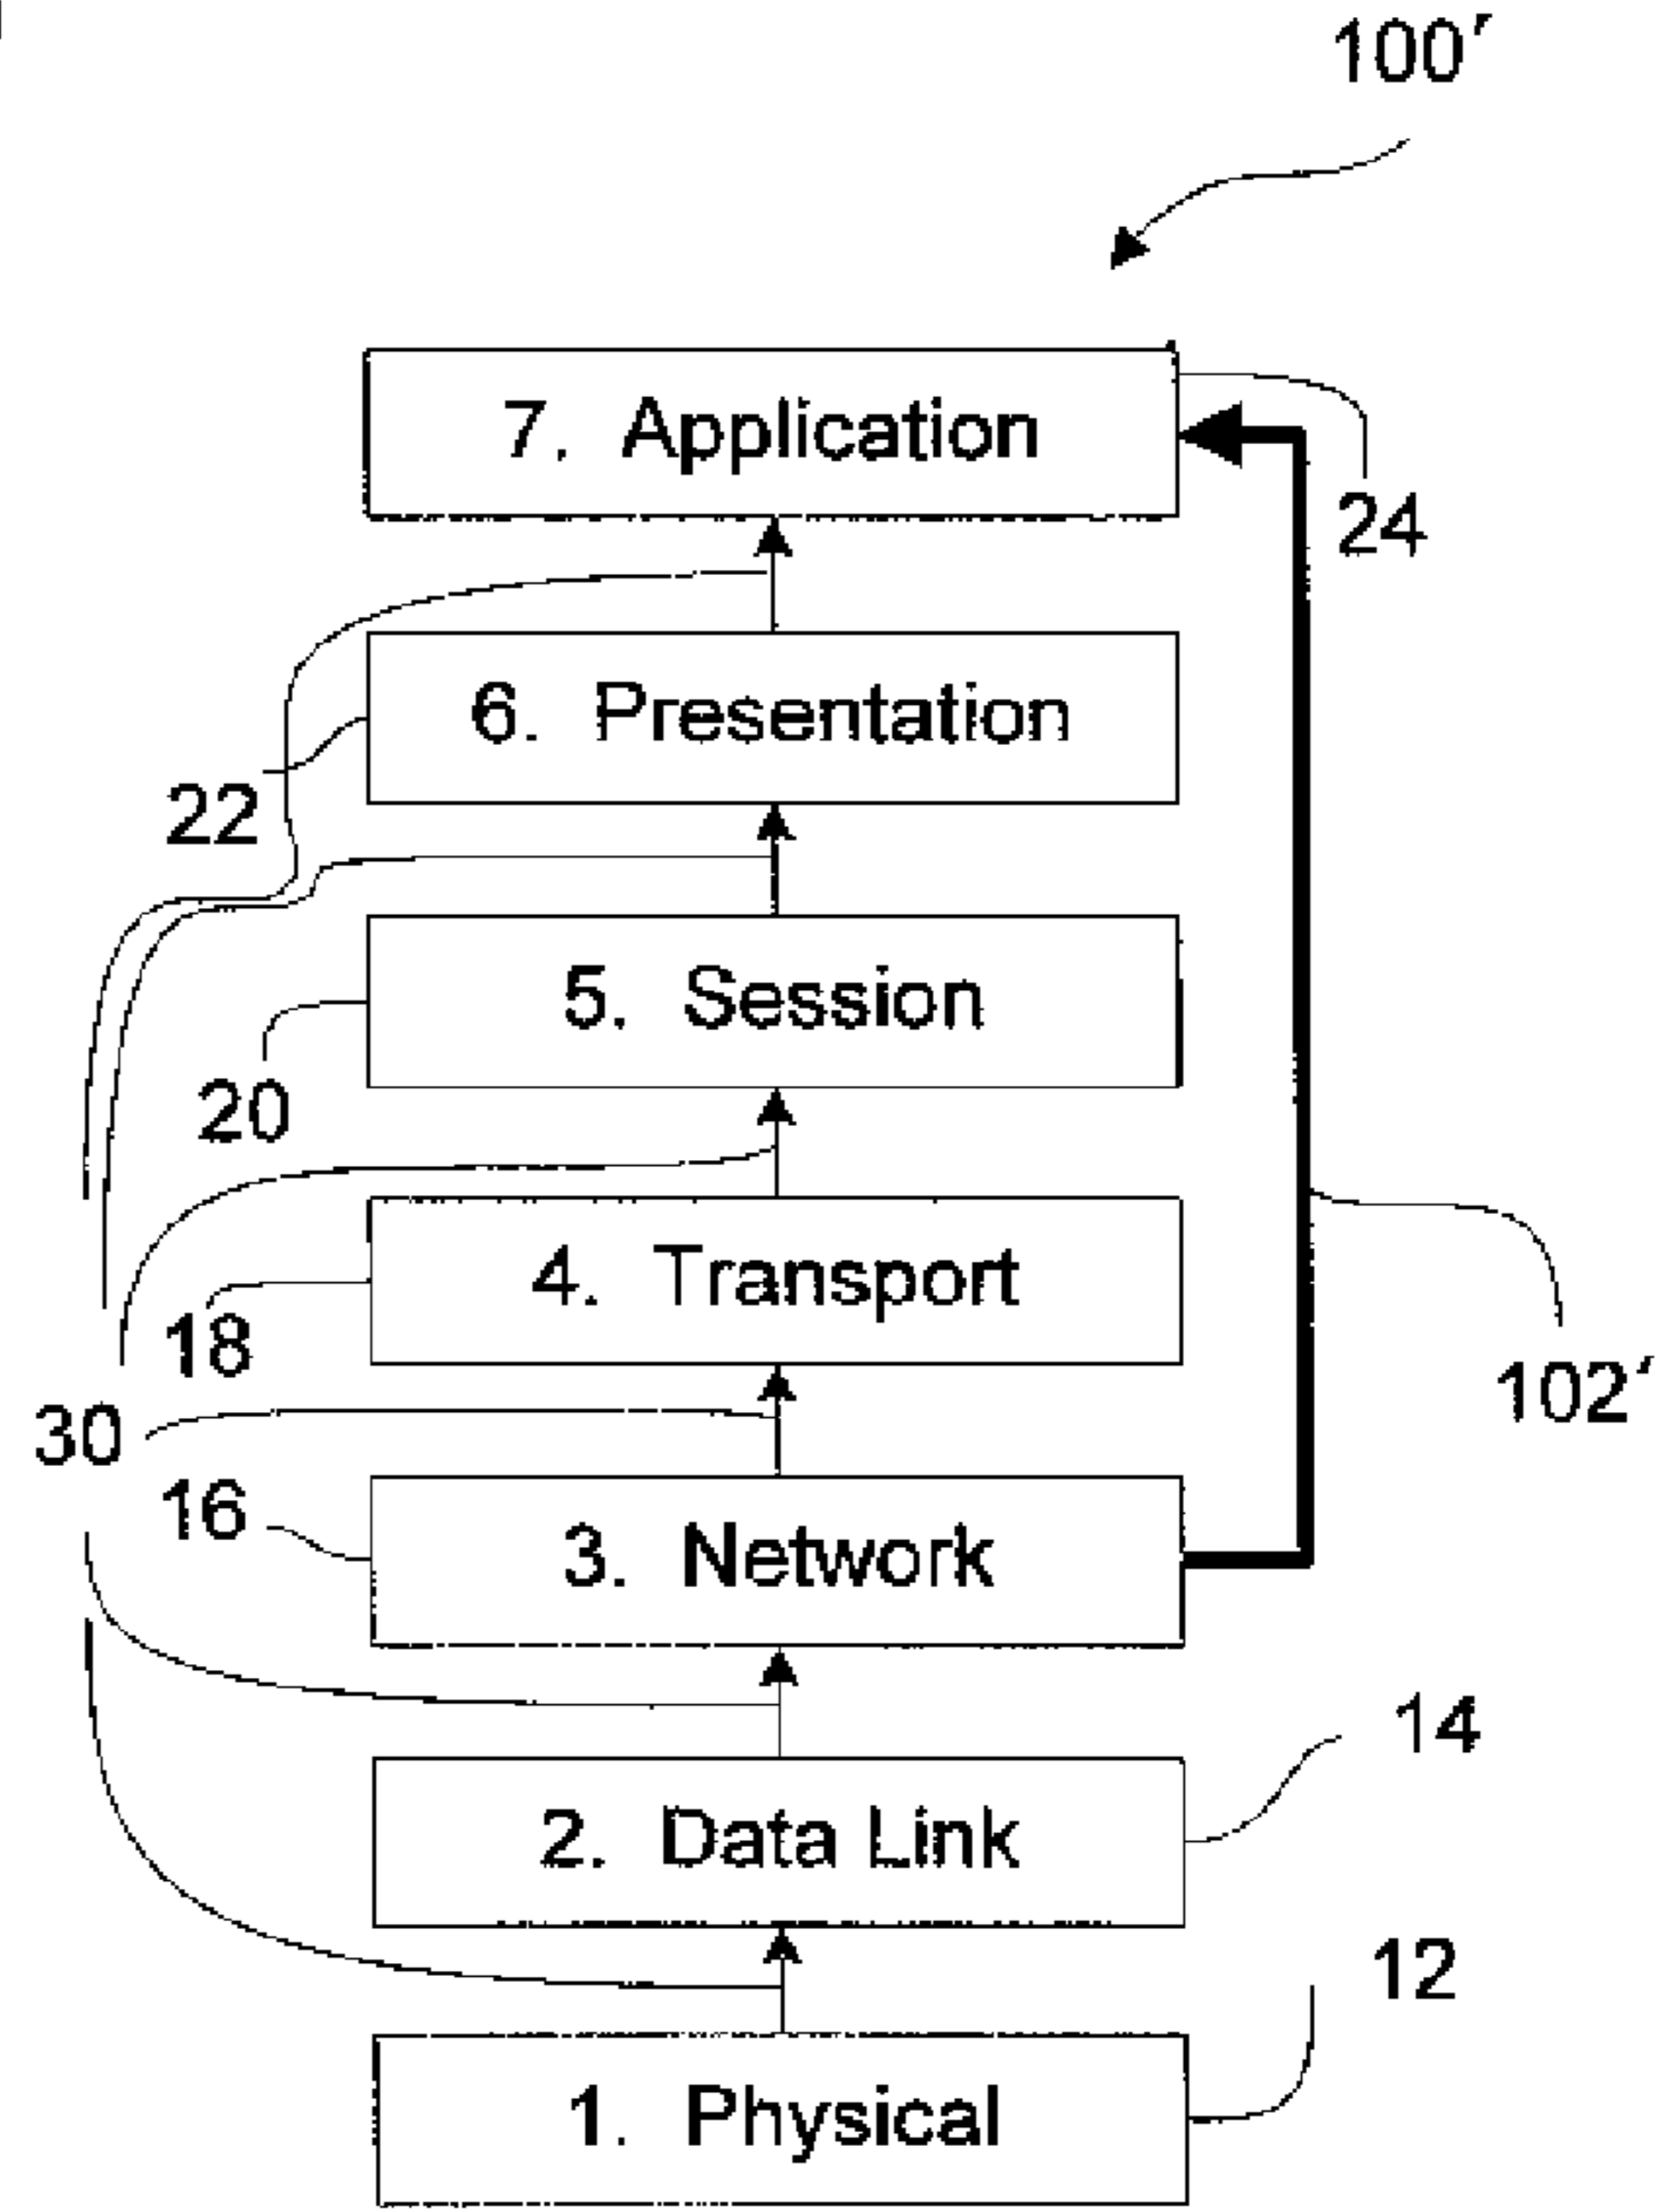 100′
7. Application
24
6. Presentation
22
5. Session
20
4. Transport
18
102′
30
16
3. Network
14
2. Data Link
12
1. Physical